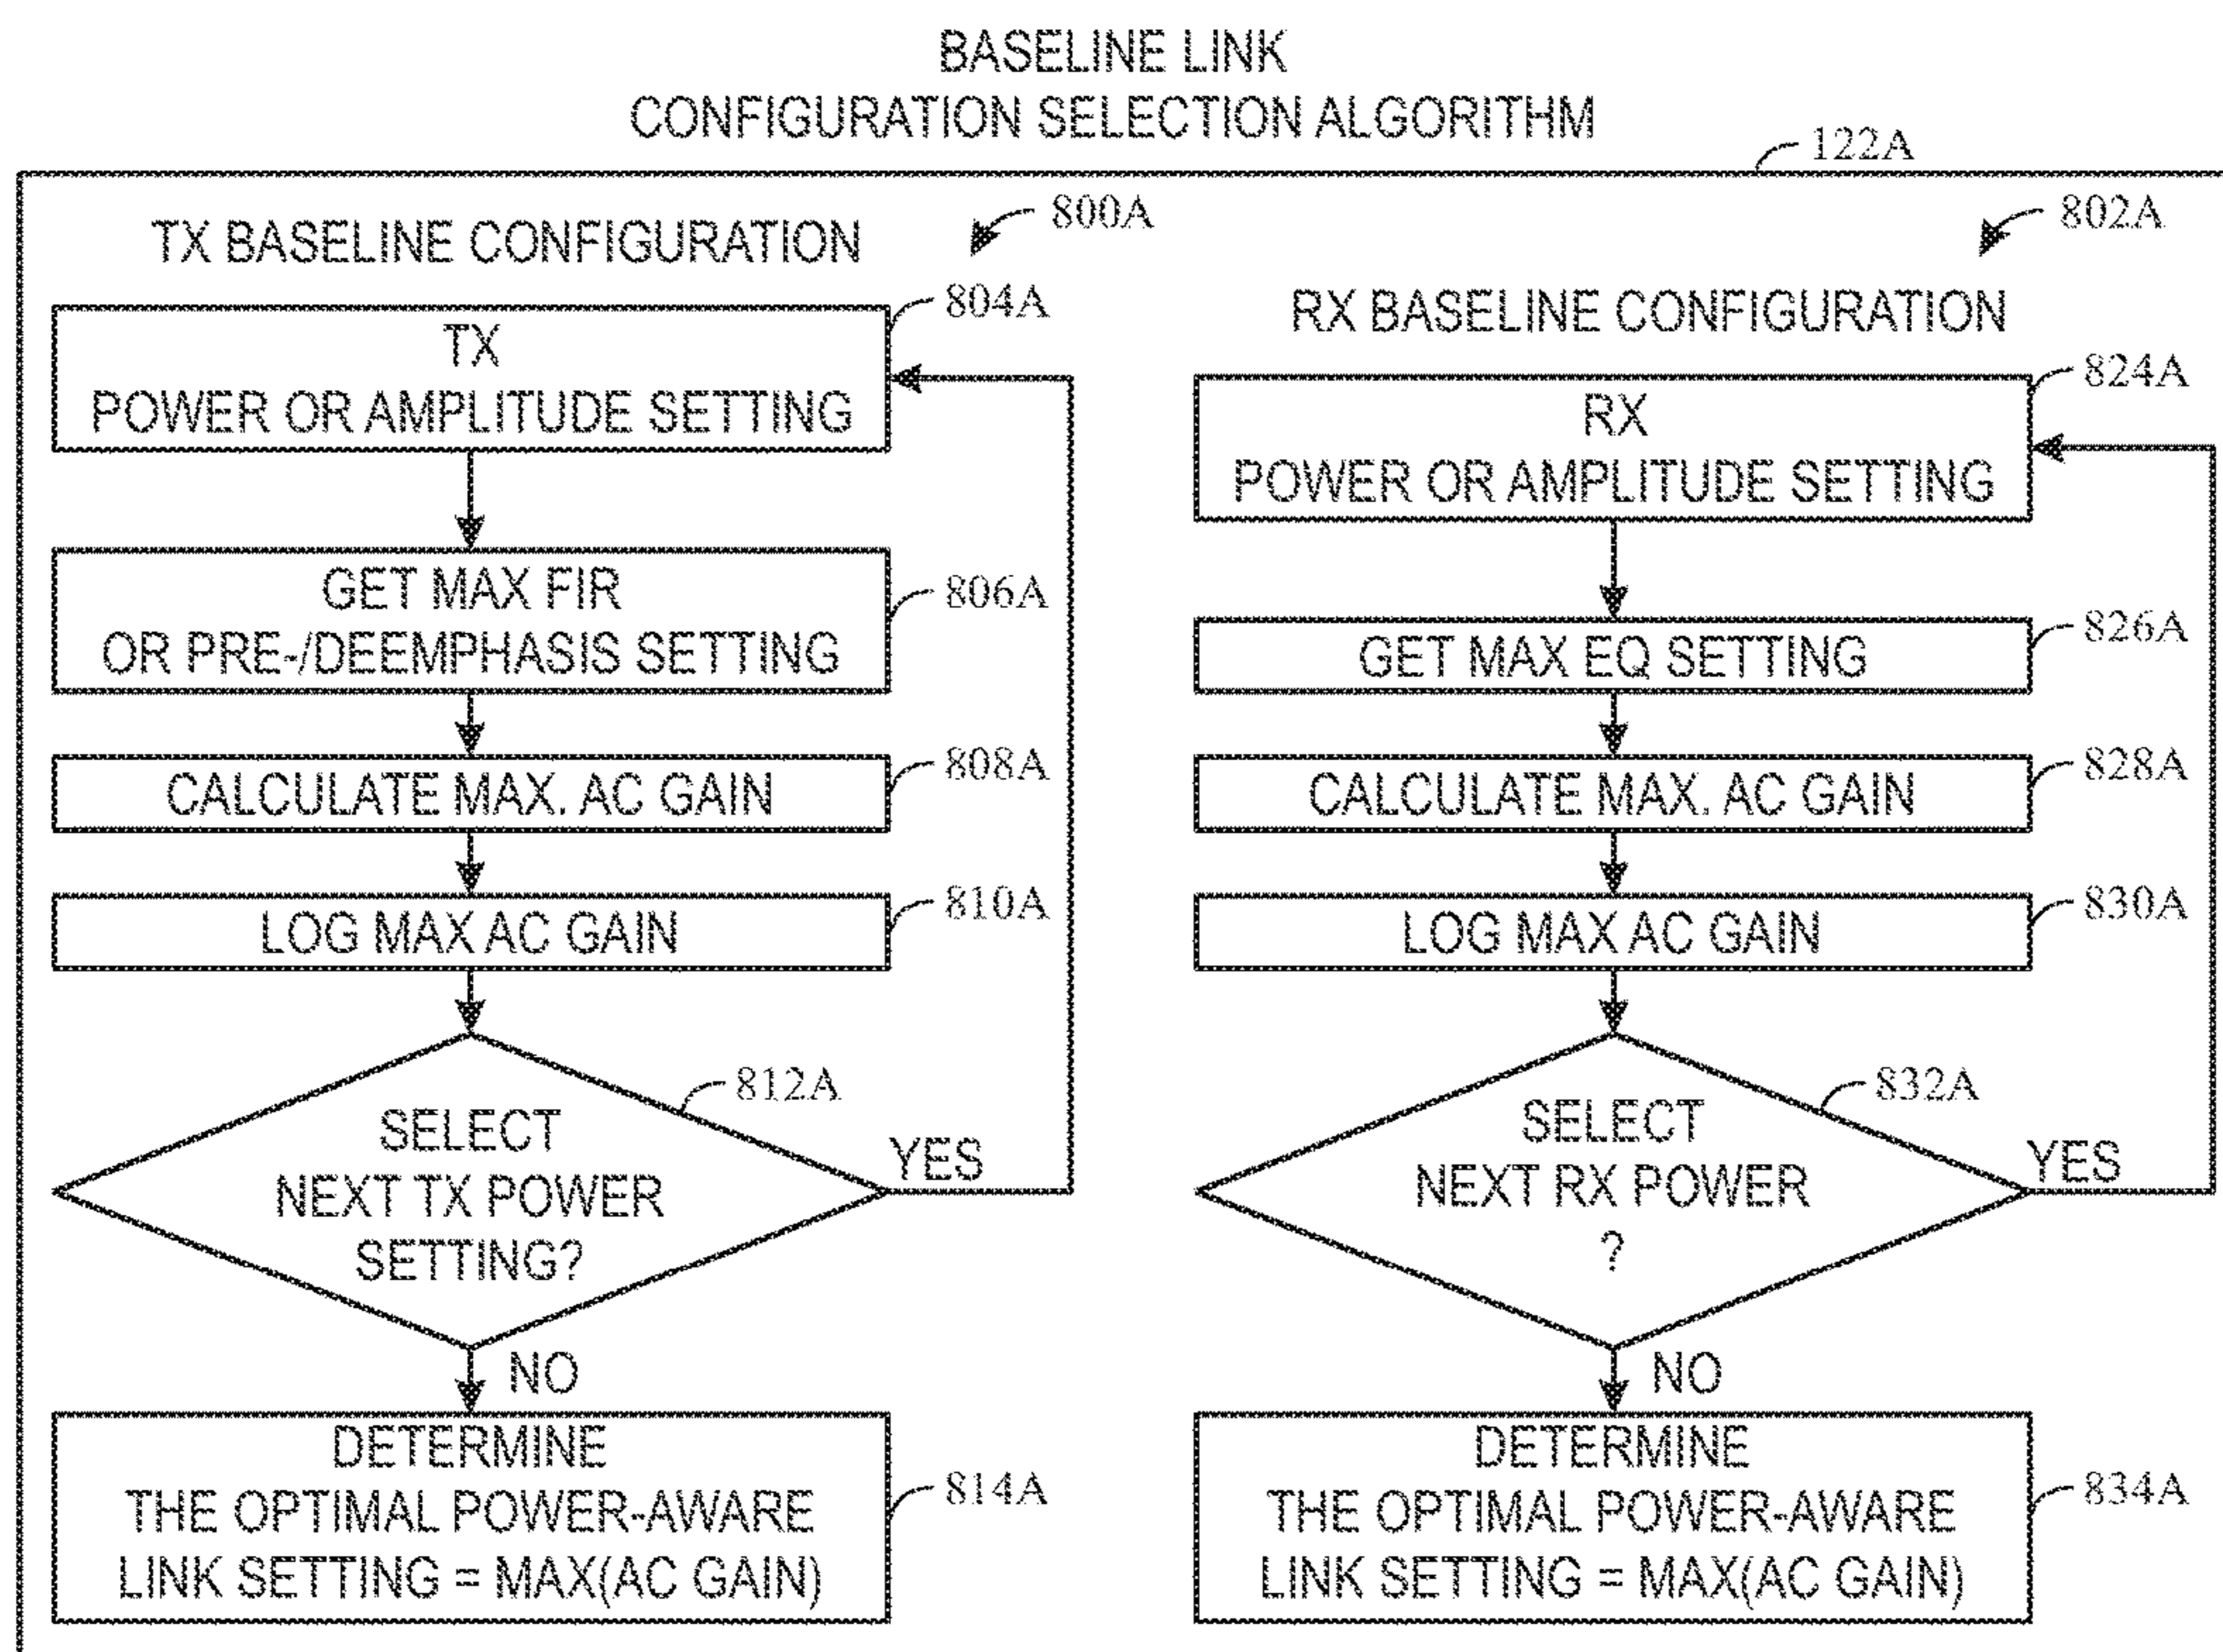 BASELINE LINK
CONFIGURATION SELECTION ALGORITHM
122A
TX BASELINE CONFIGURATION
800A
TX
POWER OR AMPLITUDE SETTING
804A
GET MAX FIR
OR PRE-/DEEMPHASIS SETTING
806A
CALCULATE MAX. AC GAIN
808A
LOG MAX AC GAIN
810A
SELECT
NEXT TX POWER
SETTING?
812A
YES
NO
DETERMINE
THE OPTIMAL POWER-AWARE
LINK SETTING = MAX(AC GAIN)
814A
802A
RX BASELINE CONFIGURATION
RX
POWER OR AMPLITUDE SETTING
824A
GET MAX EQ SETTING
826A
CALCULATE MAX. AC GAIN
828A
LOG MAX AC GAIN
830A
SELECT
NEXT RX POWER
?
832A
YES
NO
DETERMINE
THE OPTIMAL POWER-AWARE
LINK SETTING = MAX(AC GAIN)
834A